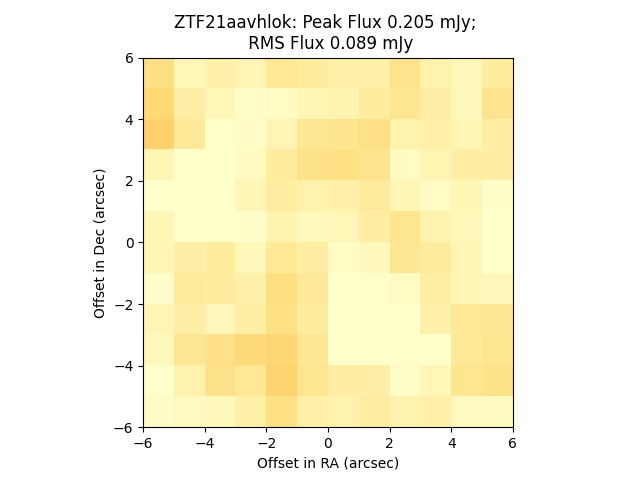 ZTF21aavhlok: Peak Flux 0.205 mJy;
RMS Flux 0.089 mJy
6
4
2
0
−2
−4
−6
Offset in Dec (arcsec)
−6 −4 −2 0 2 4 6
Offset in RA (arcsec)